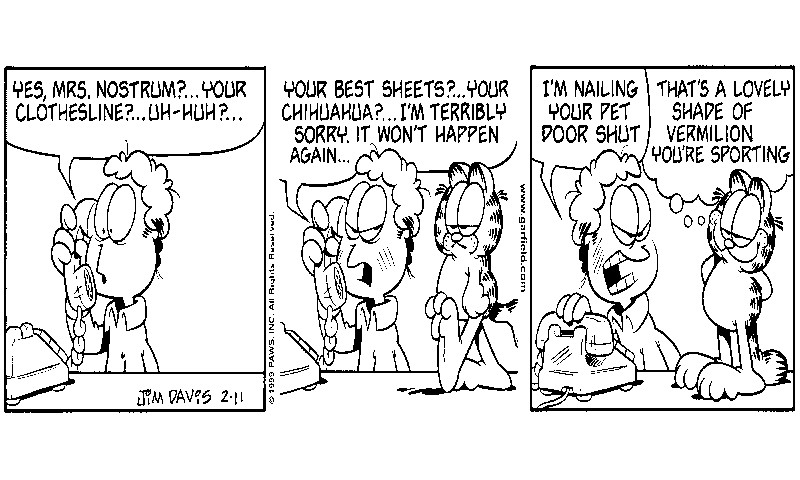 YES, MRS. NOSTRUM?...YOUR
CLOTHESLINE?...UH-HUH?...
JIM DAVIS 2-11
© 1999 PAWS, INC. All Rights Reserved.
YOUR BEST SHEETS?...YOUR
CHIHUAHUA?...I'M TERRIBLY
SORRY. IT WON'T HAPPEN
AGAIN...
www.garfield.com
I'M NAILING
YOUR PET
DOOR SHUT
THAT'S A LOVELY
SHADE OF
VERMILION
YOU'RE SPORTING